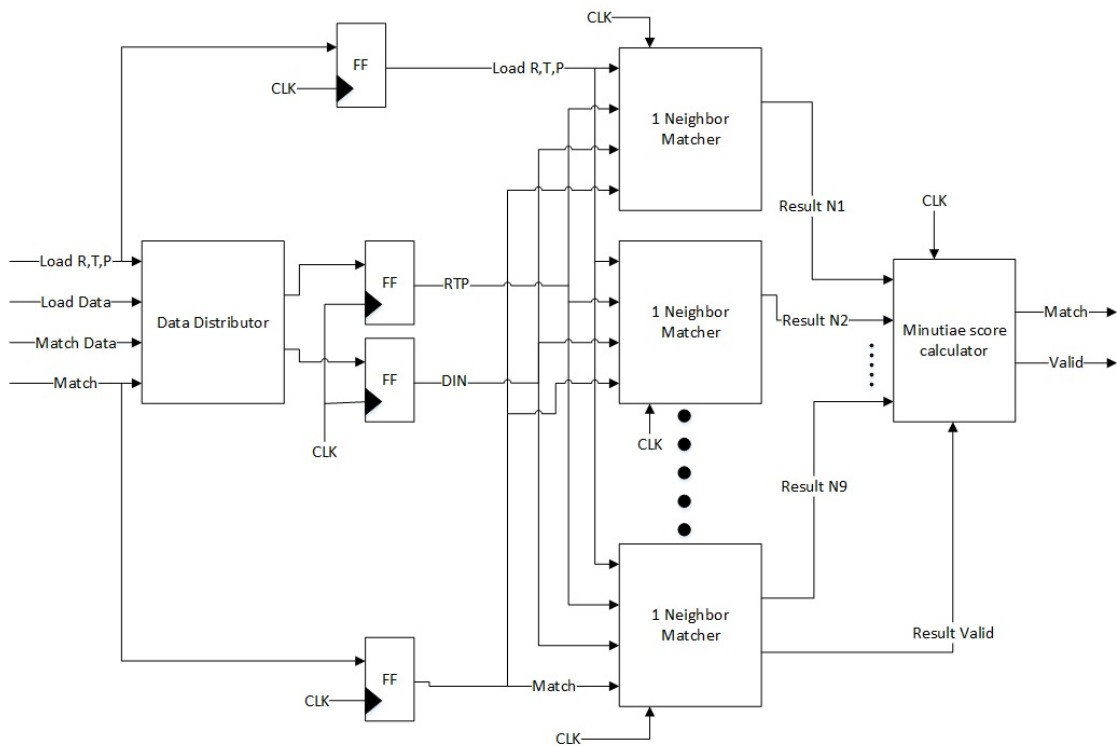 CLK
FF
CLK
Load R,T,P
1 Neighbor
Matcher
Result N1
CLK
Load R,T,P
Load Data
Match Data
Match
Data Distributor
FF
RTP
FF
DIN
CLK
1 Neighbor
Matcher
CLK
Result N2
Minutiae score
calculator
Match
Valid
Result N9
1 Neighbor
Matcher
Result Valid
FF
CLK
Match
CLK